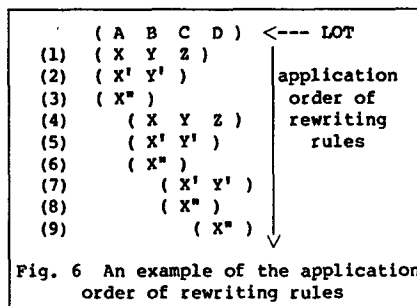 ( A B C D ) <--- LOT
(1) ( X Y Z )
(2) ( X' Y' ) application
(3) ( X" ) order of
(4) ( X Y Z ) rewriting
(5) ( X' Y' ) rules
(6) ( X" )
(7) ( X' Y' )
(8) ( X" )
(9) ( X" )
Fig. 6 An example of the application
order of rewriting rules